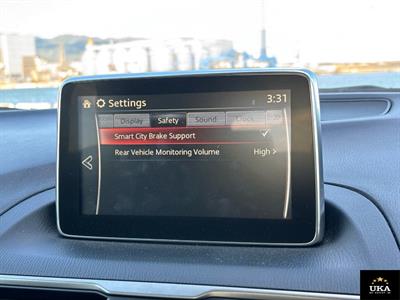 Settings
3:31
Display Safety Sound Clock
Smart City Brake Support
Rear Vehicle Monitoring Volume High
UKA